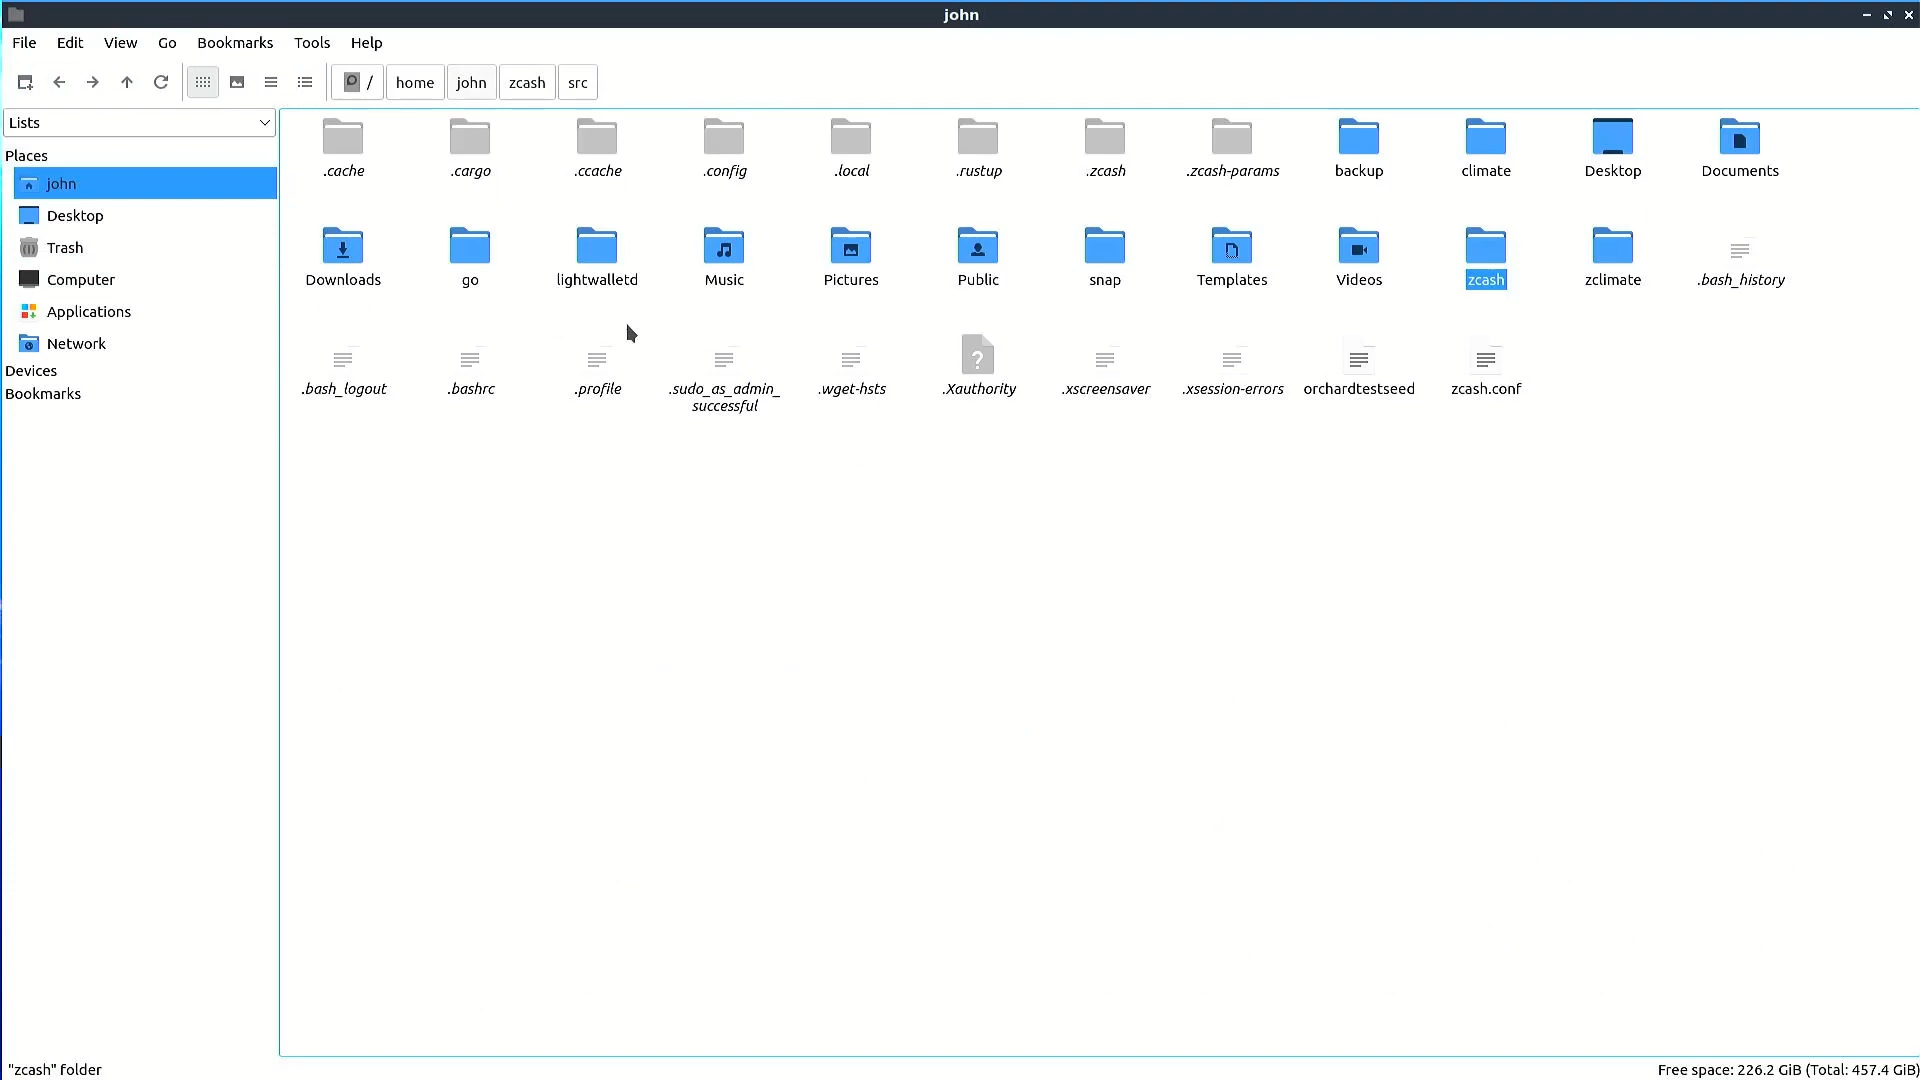 john
File Edit View Go Bookmarks Tools Help
/ home john zcash src
Lists
Places
john
Desktop
Trash
Computer
Applications
Network
Devices
Bookmarks
.cache .cargo .ccache .config .local .rustup .zcash .zcash-params backup climate Desktop Documents
Downloads go lightwalletd Music Pictures Public snap Templates Videos zcash zclimate .bash_history
.bash_logout .bashrc .profile .sudo_as_admin_ .wget-hsts .Xauthority .xscreensaver .xsession-errors orchardtestseed zcash.conf
successful
"zcash" folder Free space: 226.2 GiB (Total: 457.4 GiB)